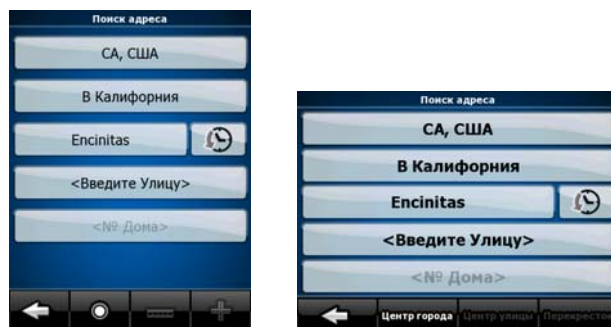 Поиск адреса
CA, США
В Калифорния
Encinitas
<Введите Улицу>
<№ Дома>
Поиск адреса
CA, США
В Калифорния
Encinitas
<Введите Улицу>
<№ Дома>
Центр города Центр улицы Перекресток